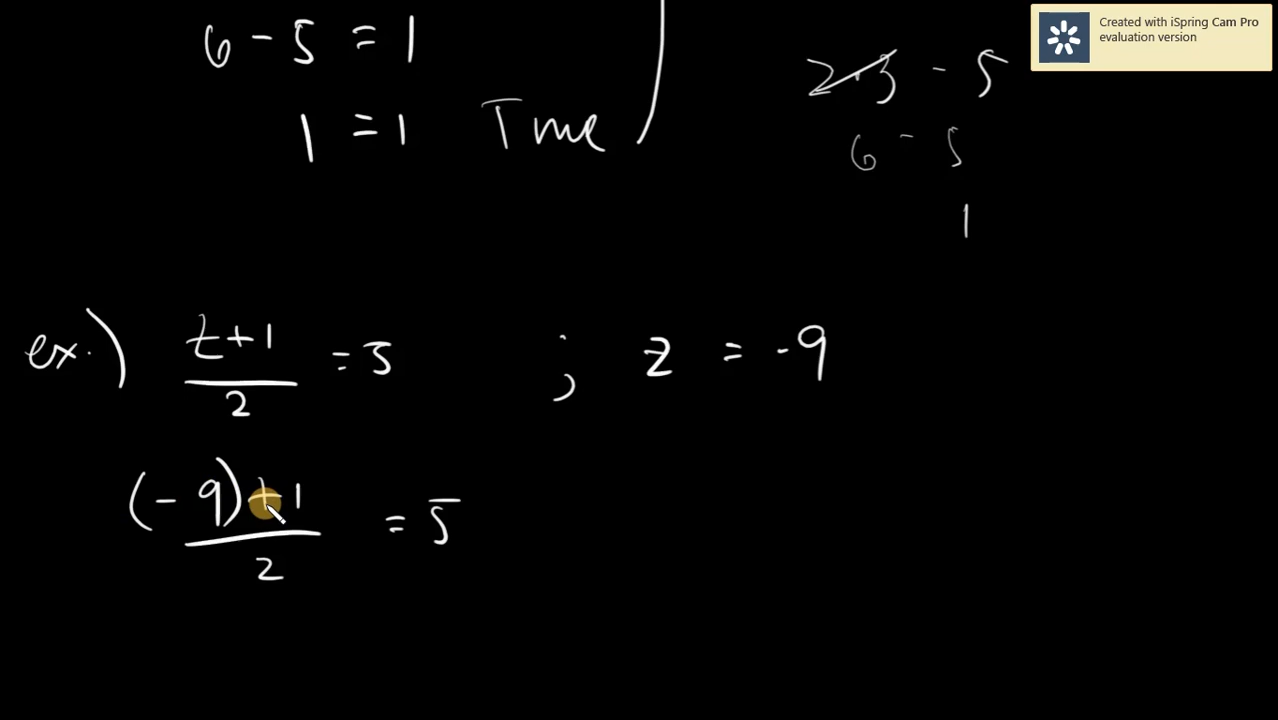 Created with iSpring Cam Pro
evaluation version
6 - 5 = 1
1 = 1 True
2·3 - 5
6 - 5
1
ex.) z+1/2 = 5 ; z = -9
(-9)+1/2 = 5